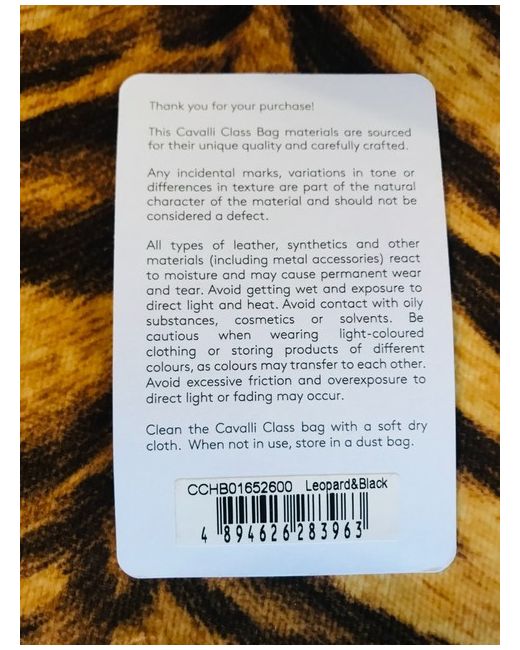 Thank you for your purchase!
This Cavalli Class Bag materials are sourced
for their unique quality and carefully crafted.
Any incidental marks, variations in tone or
differences in texture are part of the natural
character of the material and should not be
considered a defect.
All types of leather, synthetics and other
materials (including metal accessories) react
to moisture and may cause permanent wear
and tear. Avoid getting wet and exposure to
direct light and heat. Avoid contact with oily
substances, cosmetics or solvents. Be
cautious when wearing light-coloured
clothing or storing products of different
colours, as colours may transfer to each other.
Avoid excessive friction and overexposure to
direct light or fading may occur.
Clean the Cavalli Class bag with a soft dry
cloth. When not in use, store in a dust bag.
CCHB01652600 Leopard&Black
4 894626 283963